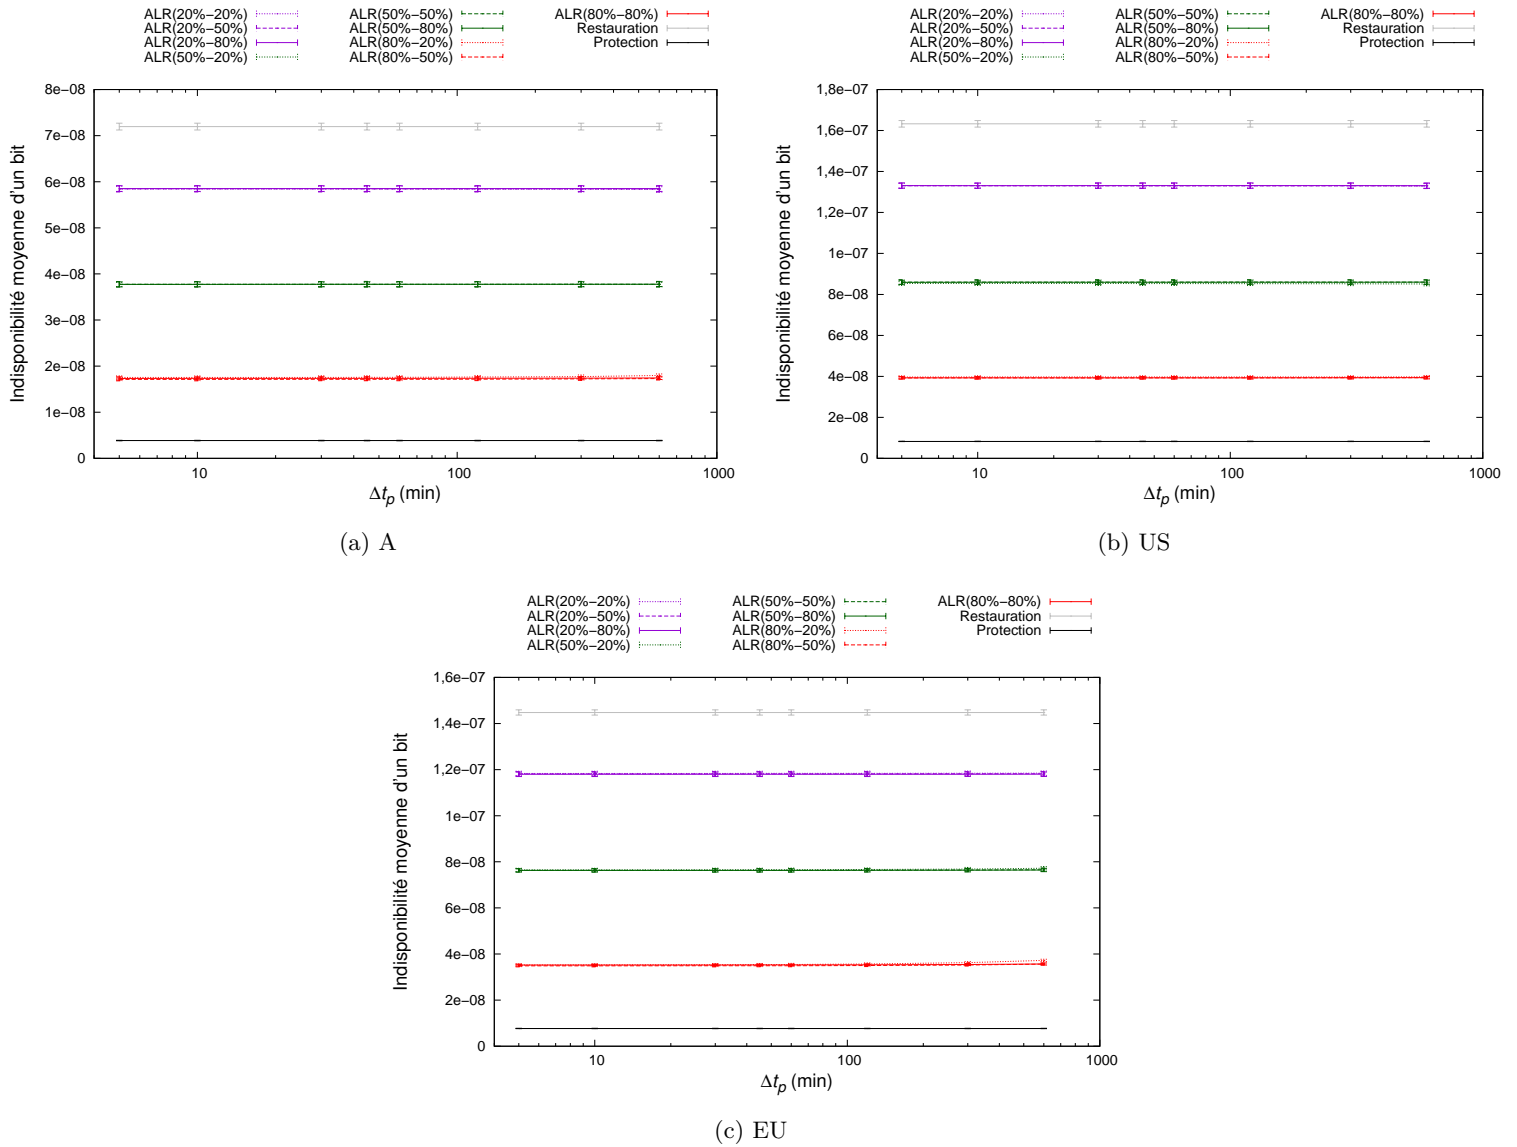 ALR(20%−20%) ALR(50%−50%) ALR(80%−80%)
ALR(20%−50%) ALR(50%−80%) Restauration
ALR(20%−80%) ALR(80%−20%) Protection
ALR(50%−20%) ALR(80%−50%)
8e−08
7e−08
6e−08
5e−08
4e−08
3e−08
2e−08
1e−08
0
Indisponibilité moyenne d'un bit
10 100 1000
Δtp (min)
(a) A
ALR(20%−20%) ALR(50%−50%) ALR(80%−80%)
ALR(20%−50%) ALR(50%−80%) Restauration
ALR(20%−80%) ALR(80%−20%) Protection
ALR(50%−20%) ALR(80%−50%)
1,8e−07
1,6e−07
1,4e−07
1,2e−07
1e−07
8e−08
6e−08
4e−08
2e−08
0
Indisponibilité moyenne d'un bit
10 100 1000
Δtp (min)
(b) US
ALR(20%−20%) ALR(50%−50%) ALR(80%−80%)
ALR(20%−50%) ALR(50%−80%) Restauration
ALR(20%−80%) ALR(80%−20%) Protection
ALR(50%−20%) ALR(80%−50%)
1,6e−07
1,4e−07
1,2e−07
1e−07
8e−08
6e−08
4e−08
2e−08
0
Indisponibilité moyenne d'un bit
10 100 1000
Δtp (min)
(c) EU